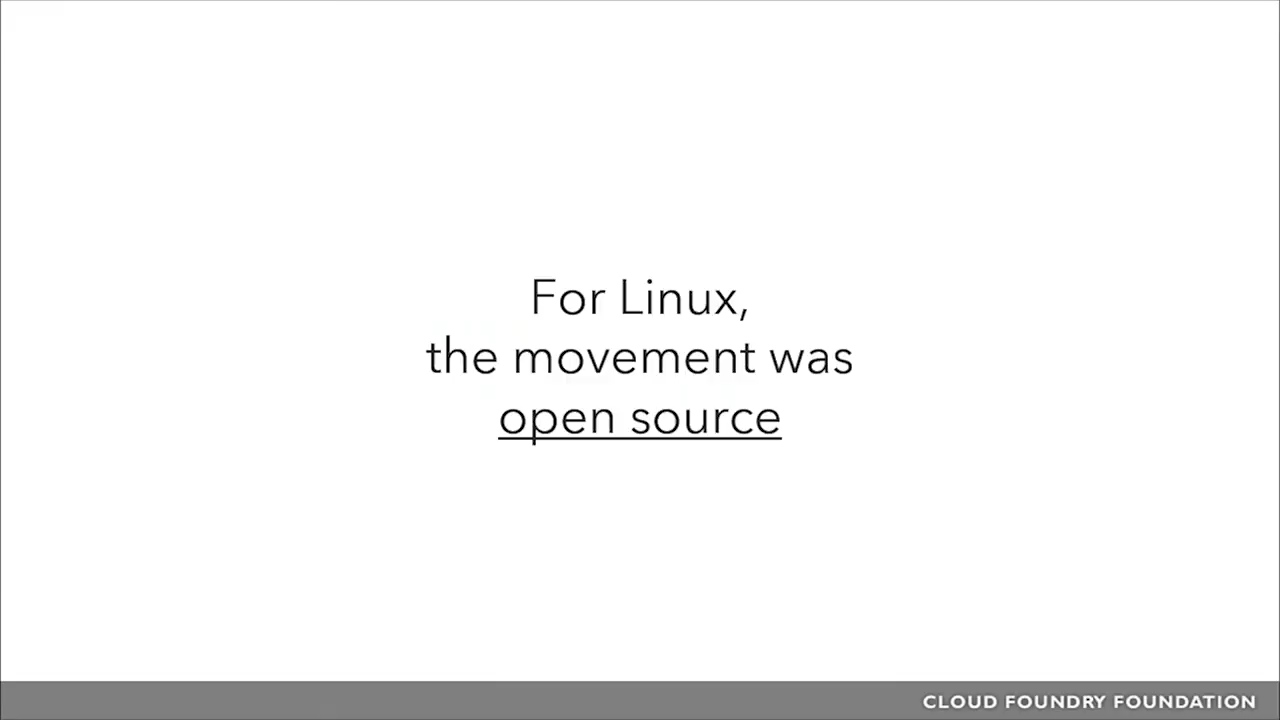 For Linux,
the movement was
open source
CLOUD FOUNDRY FOUNDATION